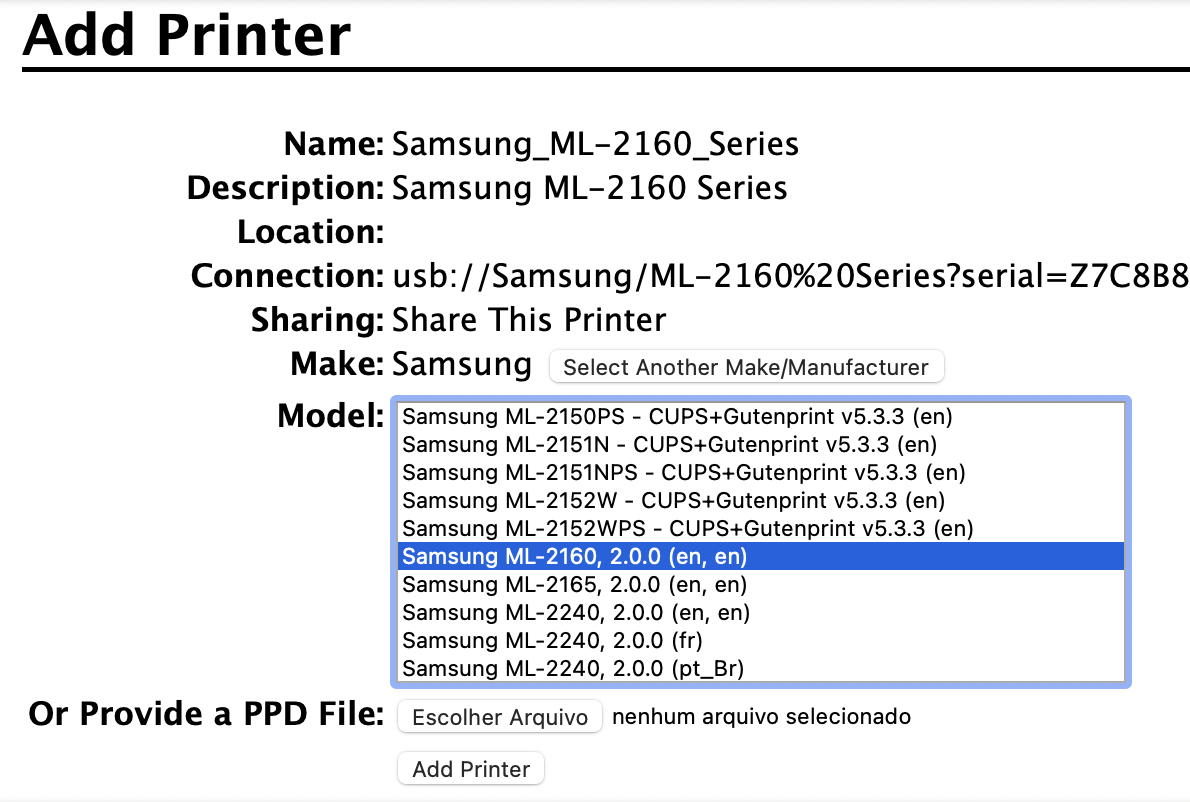 Add Printer
Name: Samsung_ML-2160_Series
Description: Samsung ML-2160 Series
Location:
Connection: usb://Samsung/ML-2160%20Series?serial=Z7C8B8
Sharing: Share This Printer
Make: Samsung Select Another Make/Manufacturer
Model:
Samsung ML-2150PS - CUPS+Gutenprint v5.3.3 (en)
Samsung ML-2151N - CUPS+Gutenprint v5.3.3 (en)
Samsung ML-2151NPS - CUPS+Gutenprint v5.3.3 (en)
Samsung ML-2152W - CUPS+Gutenprint v5.3.3 (en)
Samsung ML-2152WPS - CUPS+Gutenprint v5.3.3 (en)
Samsung ML-2160, 2.0.0 (en, en)
Samsung ML-2165, 2.0.0 (en, en)
Samsung ML-2240, 2.0.0 (en, en)
Samsung ML-2240, 2.0.0 (fr)
Samsung ML-2240, 2.0.0 (pt_Br)
Or Provide a PPD File: Escolher Arquivo nenhum arquivo selecionado
Add Printer